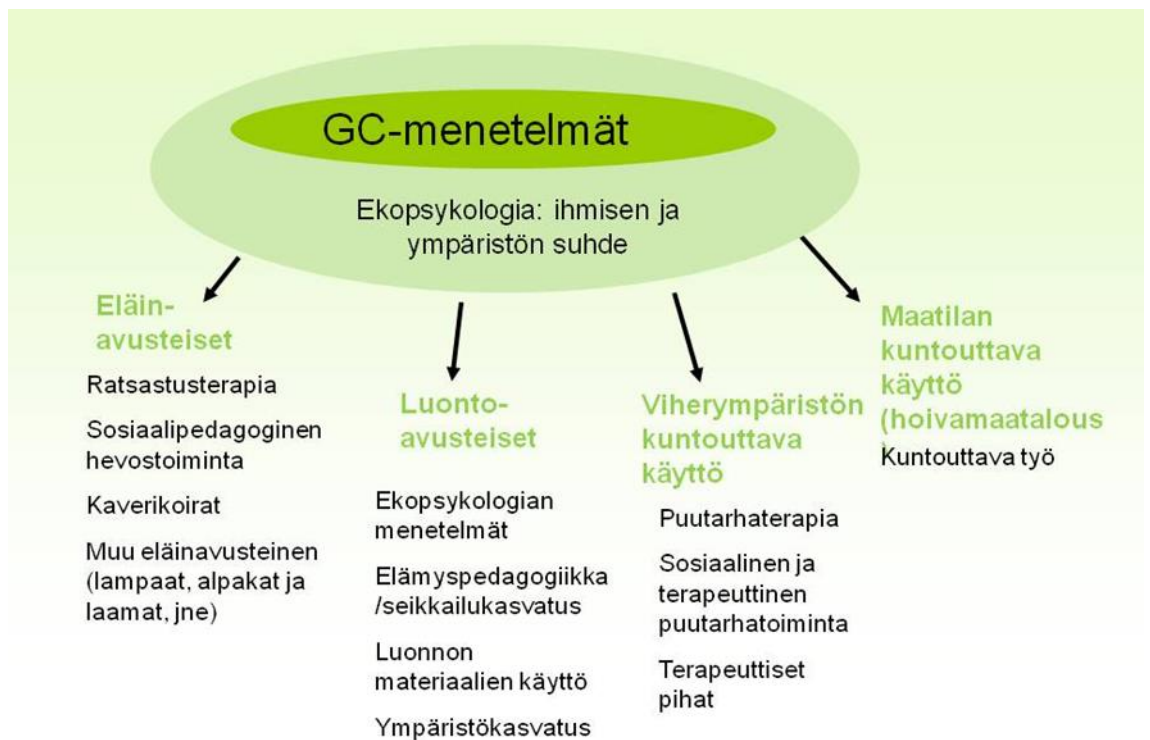 GC-menetelmät
Ekopsykologia: ihmisen ja
ympäristön suhde
Eläin-
avusteiset
Ratsastusterapia
Sosiaalipedagoginen
hevostoiminta
Kaverikoirat
Muu eläinavusteinen
(lampaat, alpakat ja
laamat, jne)
Luonto-
avusteiset
Ekopsykologian
menetelmät
Elämyspedagogiikka
/seikkailukasvatus
Luonnon
materiaalien käyttö
Ympäristökasvatus
Viherympäristön
kuntouttava
käyttö
Puutarhaterapia
Sosiaalinen ja
terapeuttinen
puutarhatoiminta
Terapeuttiset
pihat
Maatilan
kuntouttava
käyttö
(hoivamaatalous
)
Kuntouttava työ